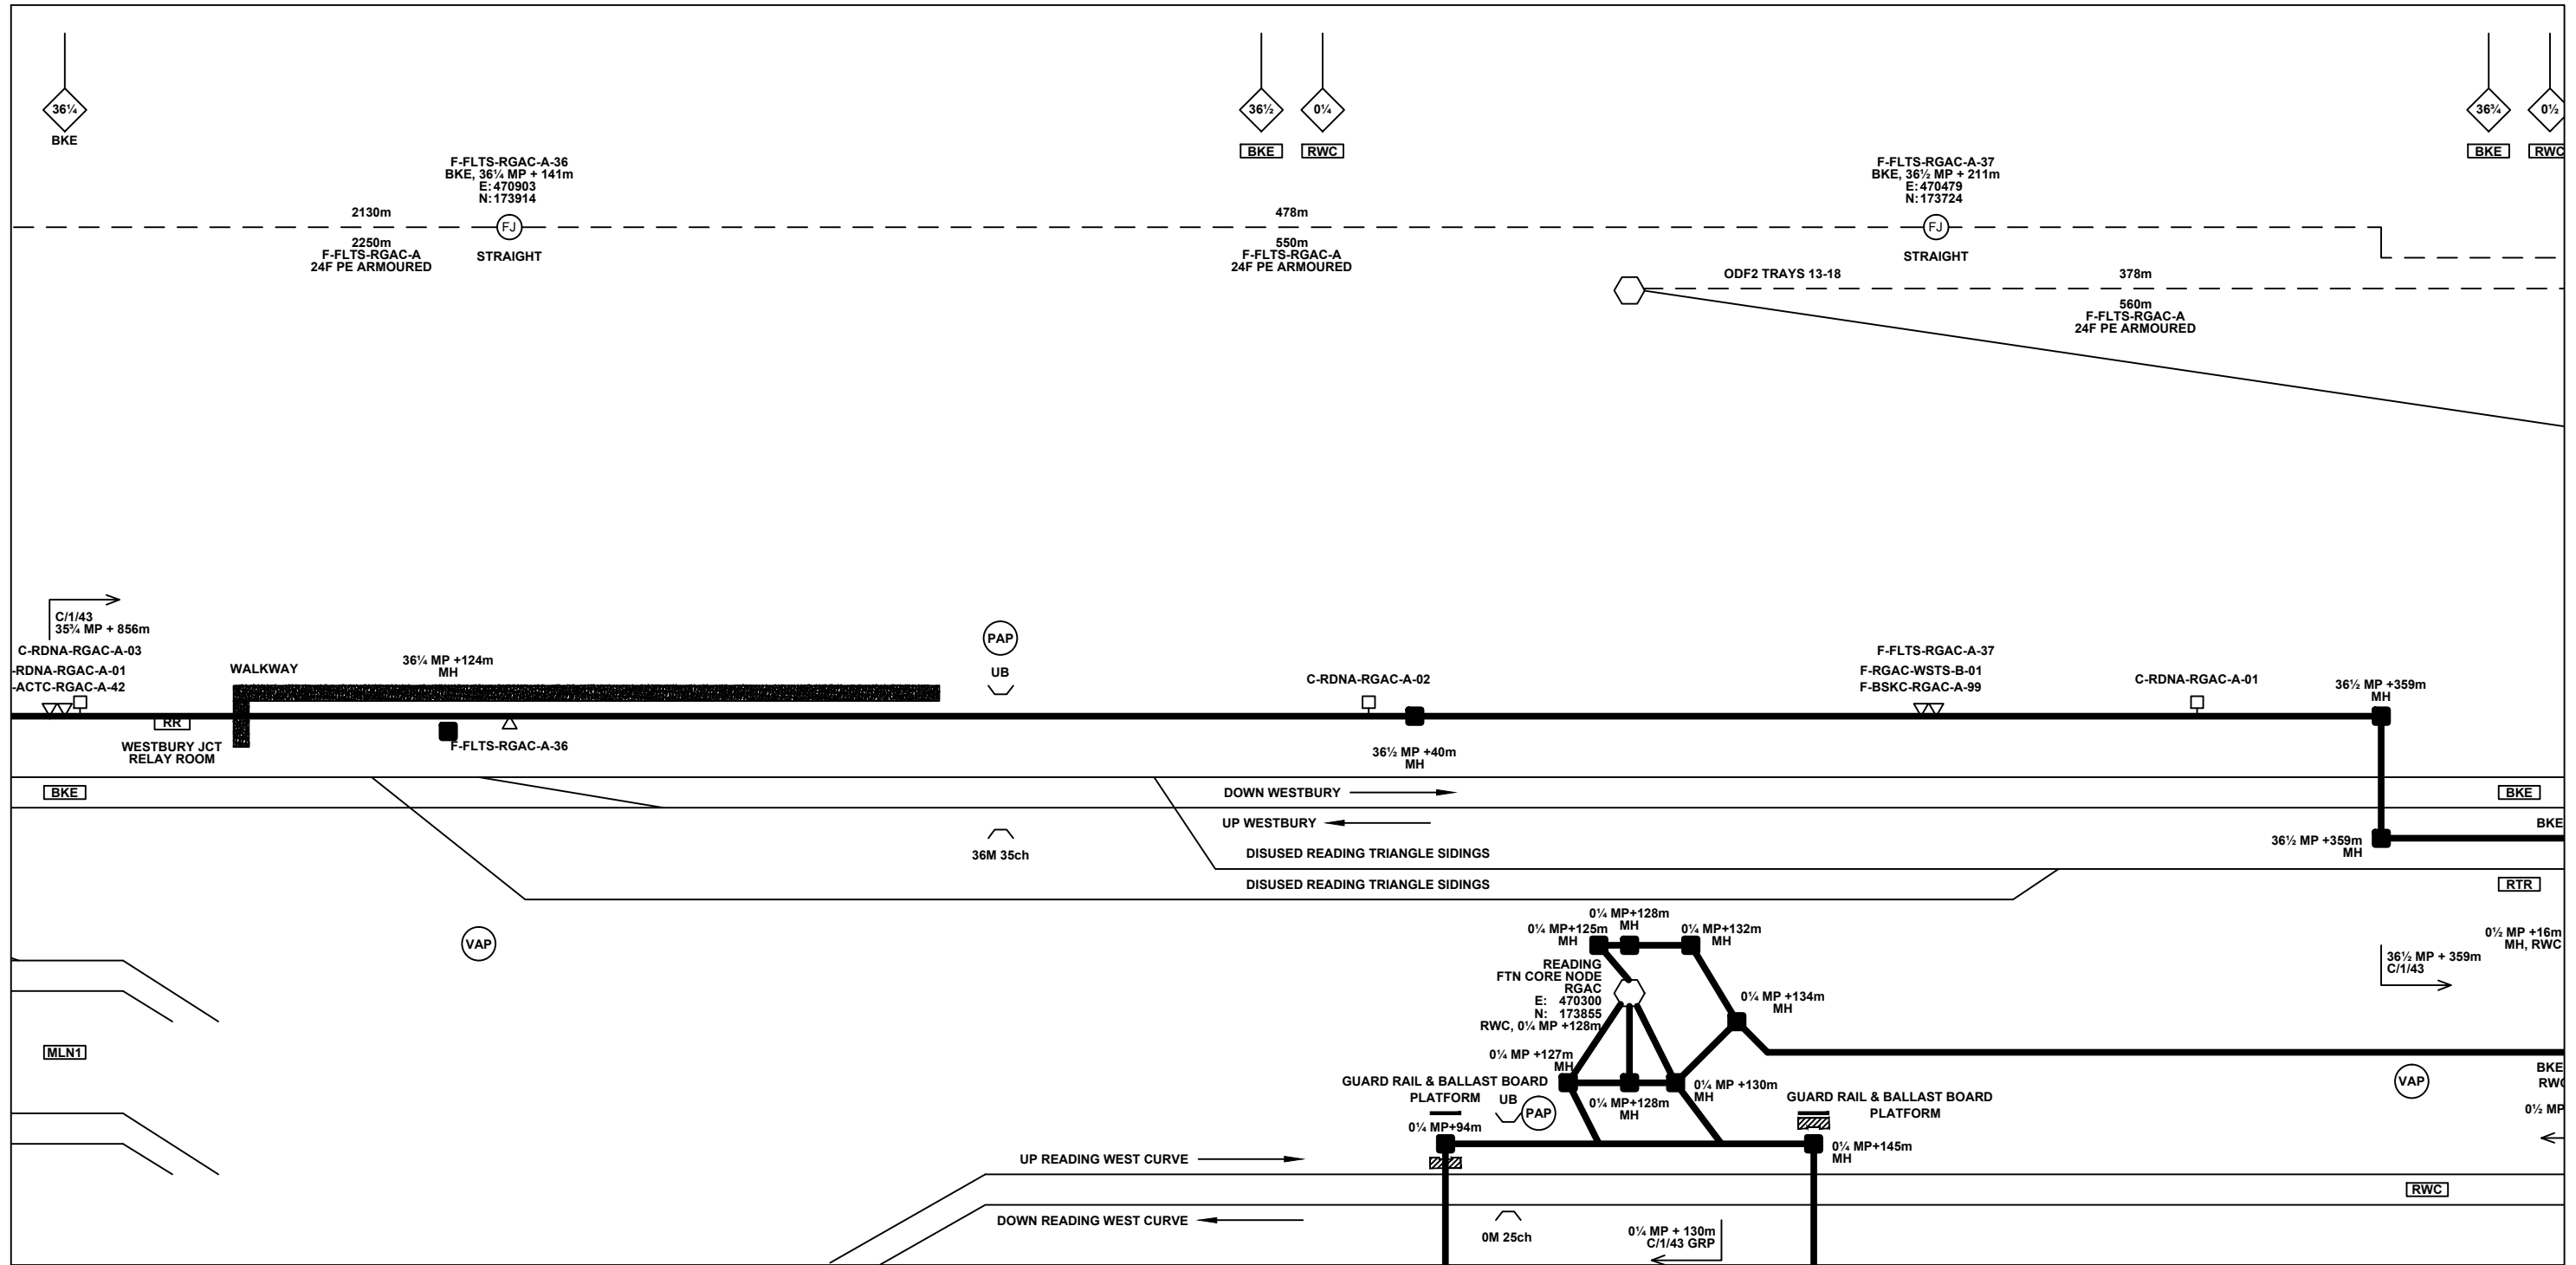 36¼
BKE
36½
BKE
0¼
RWC
36¾
BKE
0½
RWC
F-FLTS-RGAC-A-36
BKE, 36¼ MP + 141m
E: 470903
N: 173914
FJ
STRAIGHT
2130m
2250m
F-FLTS-RGAC-A
24F PE ARMOURED
478m
550m
F-FLTS-RGAC-A
24F PE ARMOURED
F-FLTS-RGAC-A-37
BKE, 36½ MP + 211m
E: 470479
N: 173724
FJ
STRAIGHT
ODF2 TRAYS 13-18
378m
560m
F-FLTS-RGAC-A
24F PE ARMOURED
C/1/43
35¾ MP + 856m
C-RDNA-RGAC-A-03
-RDNA-RGAC-A-01
-ACTC-RGAC-A-42
RR
WESTBURY JCT
RELAY ROOM
WALKWAY
36¼ MP +124m
MH
F-FLTS-RGAC-A-36
PAP
UB
C-RDNA-RGAC-A-02
36½ MP +40m
MH
F-FLTS-RGAC-A-37
F-RGAC-WSTS-B-01
F-BSKC-RGAC-A-99
C-RDNA-RGAC-A-01
36½ MP +359m
MH
BKE
DOWN WESTBURY
BKE
UP WESTBURY
BKE
36M 35ch
DISUSED READING TRIANGLE SIDINGS
36½ MP +359m
MH
DISUSED READING TRIANGLE SIDINGS
RTR
VAP
0¼ MP+128m
MH
0¼ MP+125m
MH
0¼ MP+132m
MH
0½ MP +16m
MH, RWC
36½ MP + 359m
C/1/43
READING
FTN CORE NODE
RGAC
E: 470300
N: 173855
RWC, 0¼ MP +128m
0¼ MP +134m
MH
MLN1
0¼ MP +127m
MH
0¼ MP+128m
MH
0¼ MP +130m
MH
GUARD RAIL & BALLAST BOARD
PLATFORM
UB
PAP
0¼ MP+94m
GUARD RAIL & BALLAST BOARD
PLATFORM
0¼ MP+145m
MH
VAP
BKE
RWC
0½ MP
UP READING WEST CURVE
RWC
DOWN READING WEST CURVE
0M 25ch
0¼ MP + 130m
C/1/43 GRP